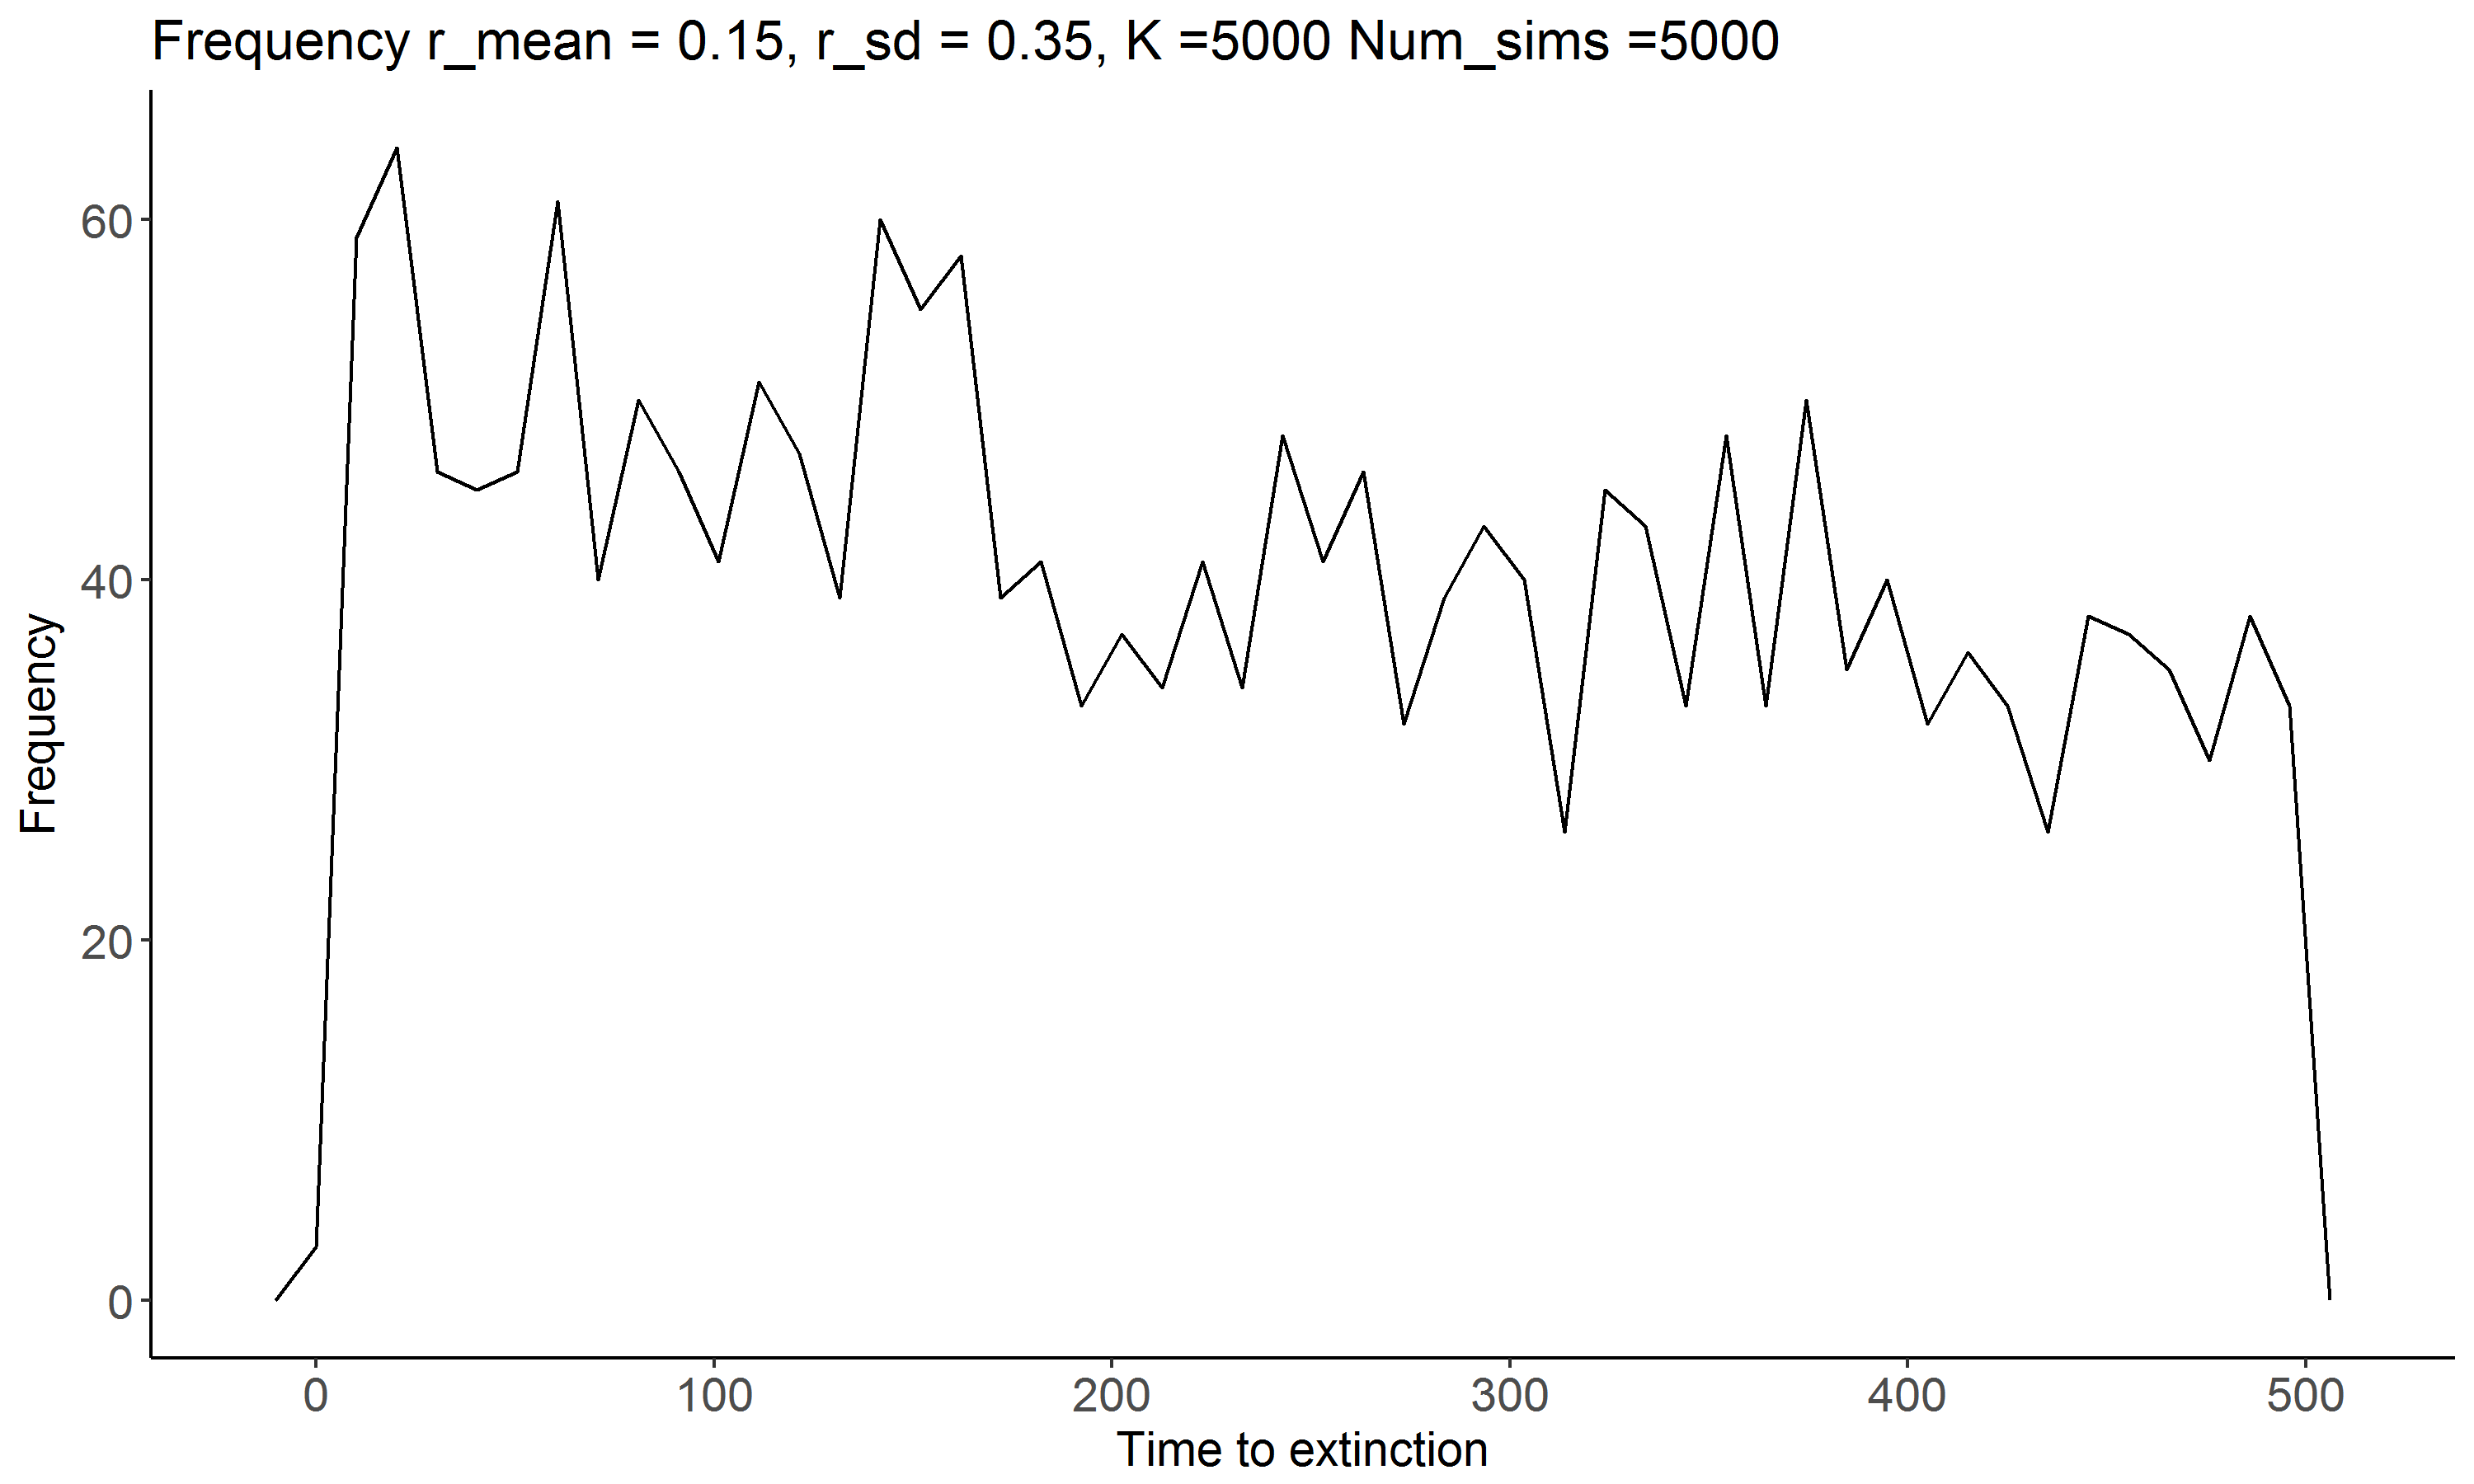 Frequency r_mean = 0.15, r_sd = 0.35, K =5000 Num_sims =5000
Frequency
60
40
20
0
0 100 200 300 400 500
Time to extinction